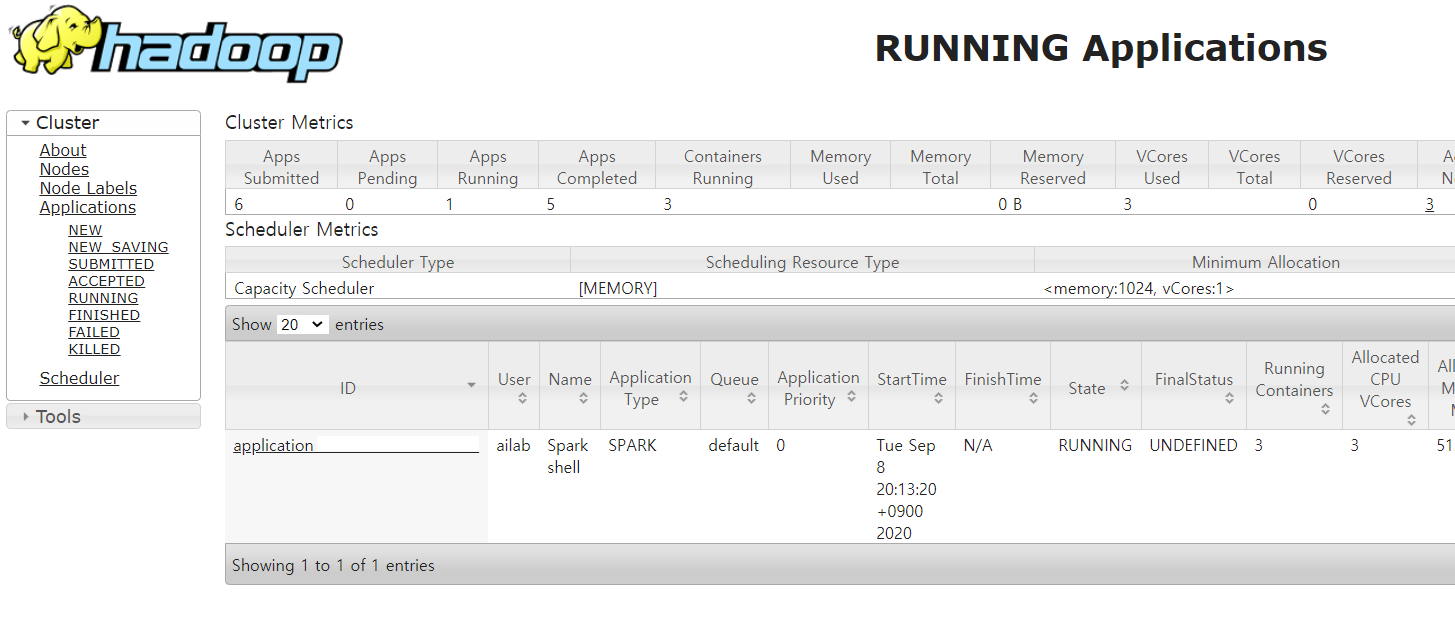 hadoop
RUNNING Applications
Cluster
About
Nodes
Node Labels
Applications
NEW
NEW_SAVING
SUBMITTED
ACCEPTED
RUNNING
FINISHED
FAILED
KILLED
Scheduler
Tools
Cluster Metrics
Apps Submitted Apps Pending Apps Running Apps Completed Containers Running Memory Used Memory Total Memory Reserved VCores Used VCores Total VCores Reserved
6 0 1 5 3 0 B 3 0 3
Scheduler Metrics
Scheduler Type Scheduling Resource Type Minimum Allocation
Capacity Scheduler [MEMORY] <memory:1024, vCores:1>
Show 20 entries
ID User Name Application Type Queue Application Priority StartTime FinishTime State FinalStatus Running Containers Allocated CPU VCores
application ailab Spark shell SPARK default 0 Tue Sep 8 20:13:20 +0900 2020 N/A RUNNING UNDEFINED 3 3 51
Showing 1 to 1 of 1 entries